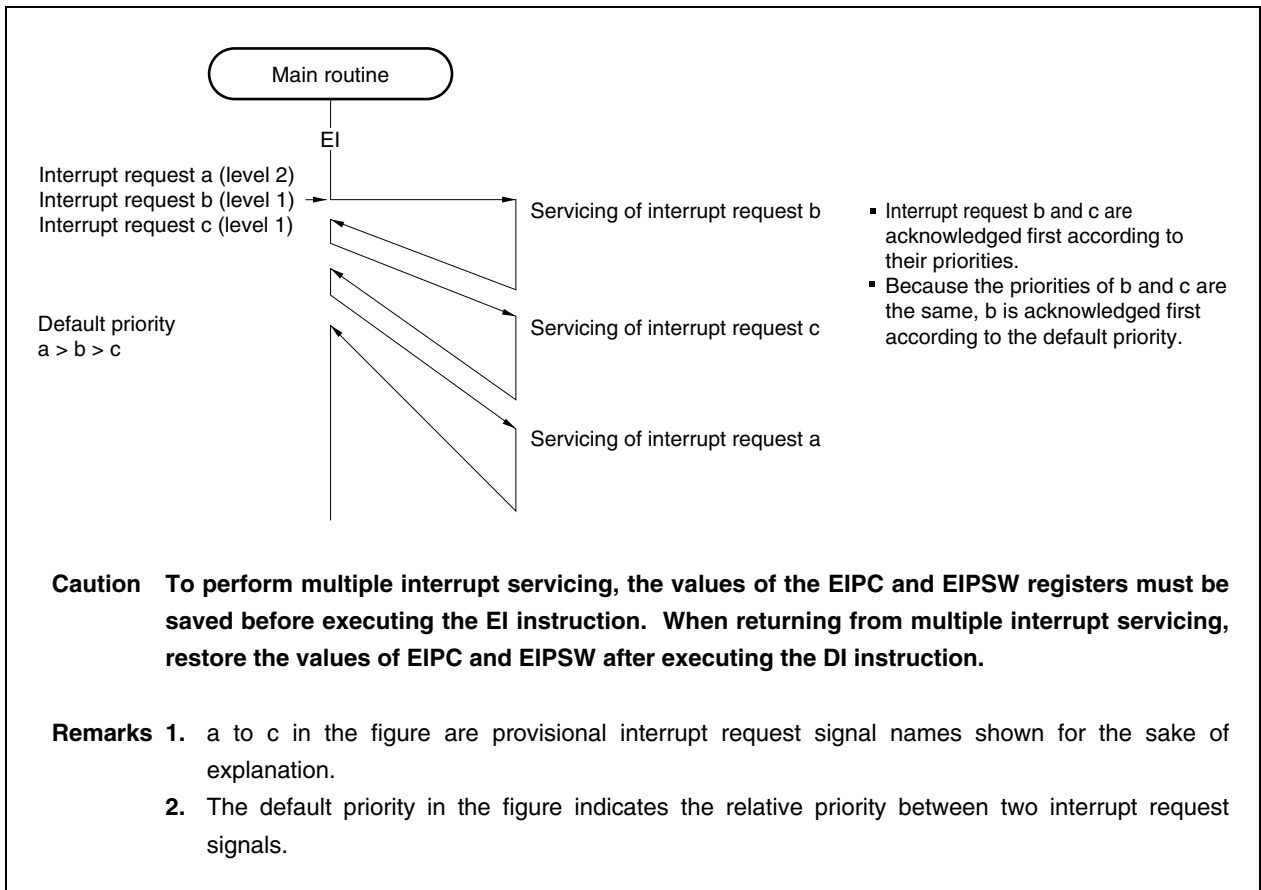 Main routine
EI
Interrupt request a (level 2)
Interrupt request b (level 1)
Interrupt request c (level 1)
Servicing of interrupt request b
▪ Interrupt request b and c are
acknowledged first according to
their priorities.
▪ Because the priorities of b and c are
the same, b is acknowledged first
according to the default priority.
Default priority
a > b > c
Servicing of interrupt request c
Servicing of interrupt request a
Caution To perform multiple interrupt servicing, the values of the EIPC and EIPSW registers must be
saved before executing the EI instruction. When returning from multiple interrupt servicing,
restore the values of EIPC and EIPSW after executing the DI instruction.
Remarks 1. a to c in the figure are provisional interrupt request signal names shown for the sake of
explanation.
2. The default priority in the figure indicates the relative priority between two interrupt request
signals.